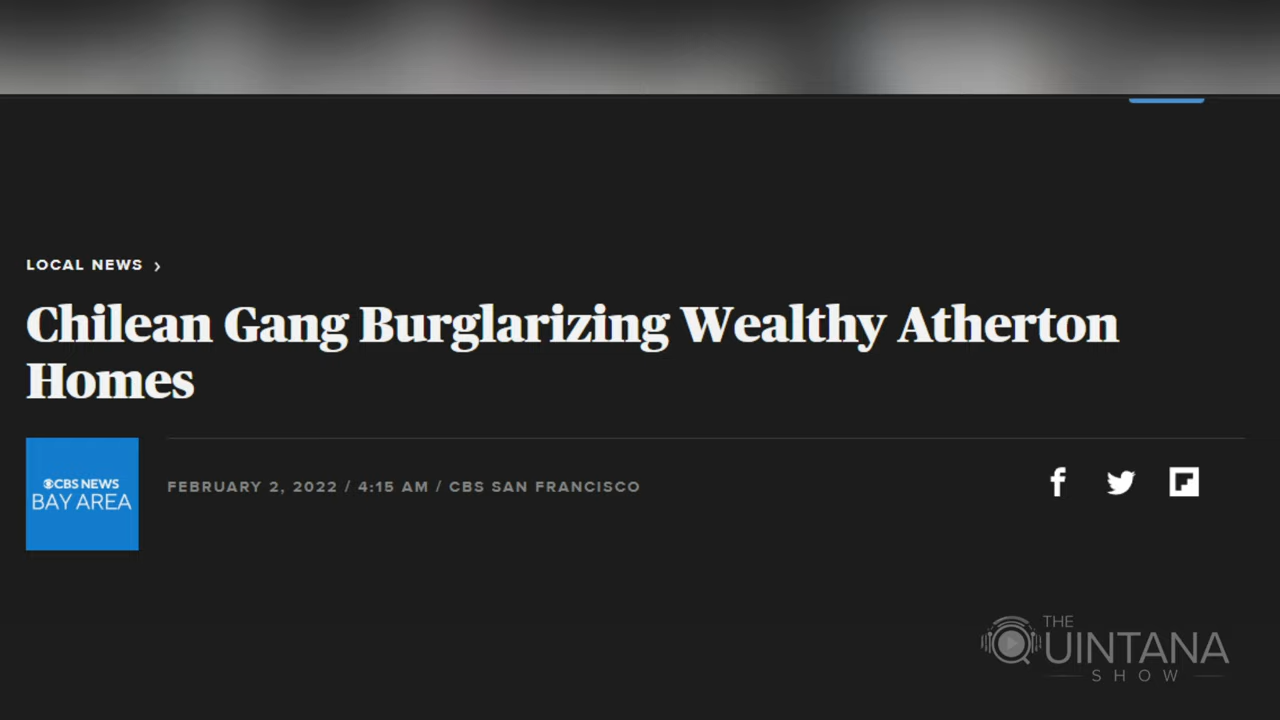 LOCAL NEWS ›
Chilean Gang Burglarizing Wealthy Atherton
Homes
CBS NEWS
BAY AREA
FEBRUARY 2, 2022 / 4:15 AM / CBS SAN FRANCISCO
THE
QUINTANA
SHOW